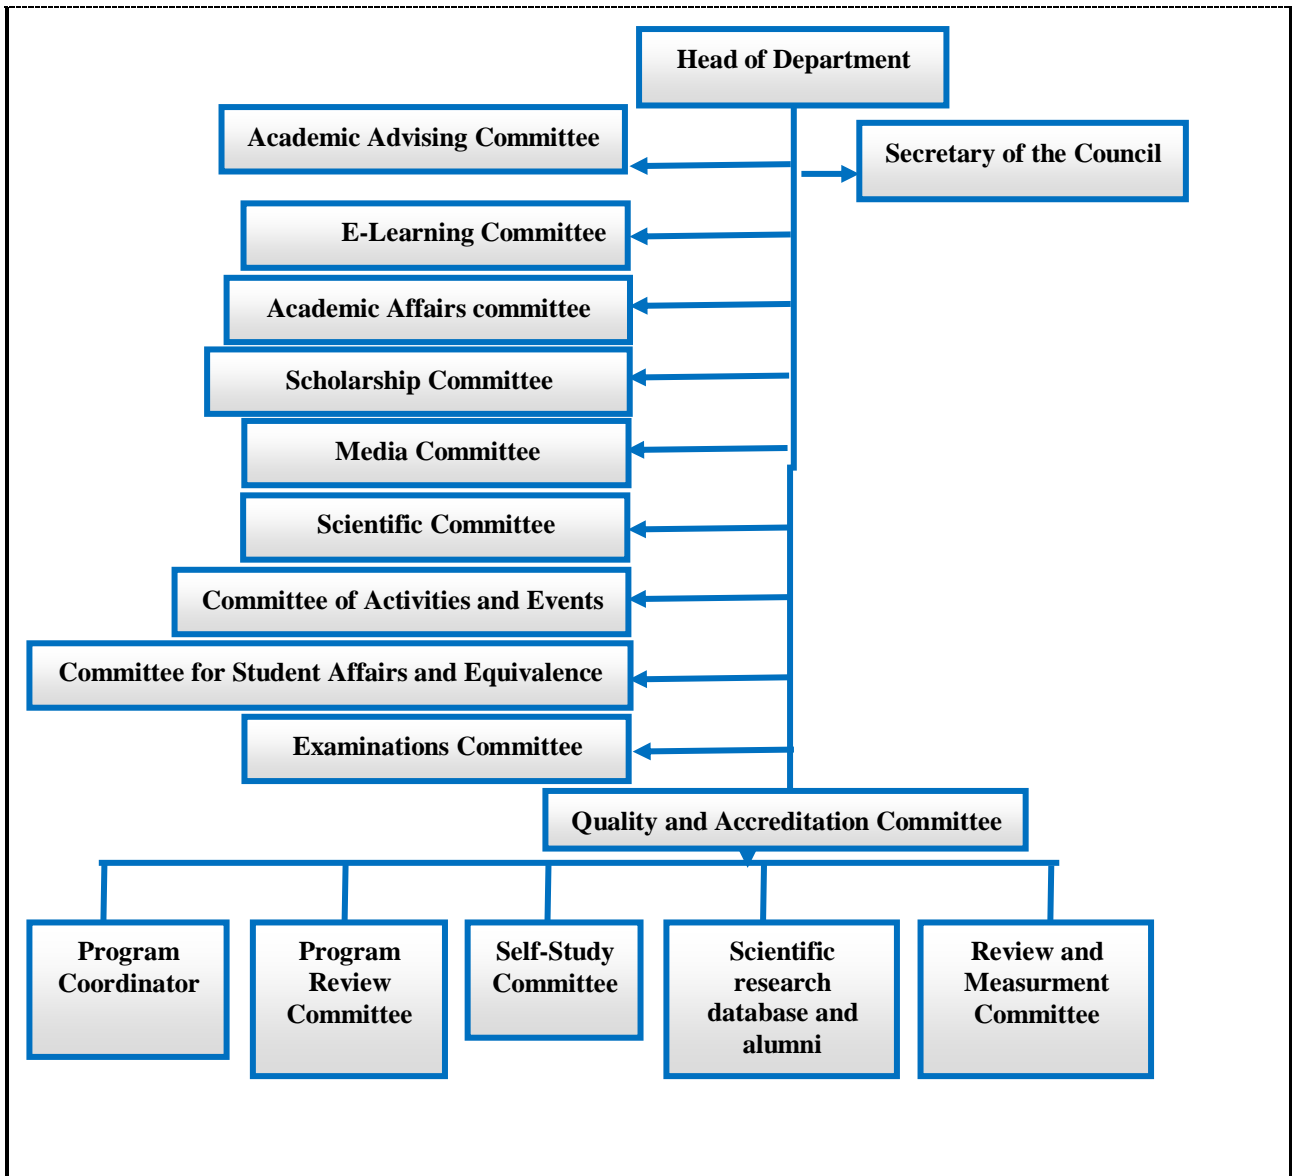 Head of Department
Academic Advising Committee
Secretary of the Council
E-Learning Committee
Academic Affairs committee
Scholarship Committee
Media Committee
Scientific Committee
Committee of Activities and Events
Committee for Student Affairs and Equivalence
Examinations Committee
Quality and Accreditation Committee
Program
Coordinator
Program
Review
Committee
Self-Study
Committee
Scientific
research
database and
alumni
Review and
Measurment
Committee